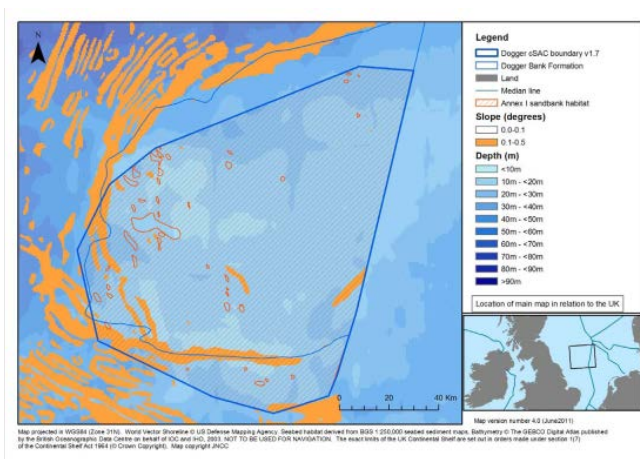 N
0
20
40 Km
Legend
Dogger cSAC boundary v1.7
Dogger Bank Formation
Land
Median line
Annex I sandbank habitat
Slope (degrees)
0.0-0.1
0.1-0.5
Depth (m)
<10m
10m - <20m
20m - <30m
30m - <40m
40m - <50m
50m - <60m
60m - <70m
70m - <80m
80m - <90m
>90m
Location of main map in relation to the UK
Map version number 4.0 (June2011)
Map projected in WGS84 (Zone 31N). World Vector Shoreline © US Defense Mapping Agency. Seabed habitat derived from BGS 1:250,000 seabed sediment maps. Bathymetry © The GEBCO Digital Atlas published
by the British Oceanographic Data Centre on behalf of IOC and IHO, 2003. NOT TO BE USED FOR NAVIGATION. The exact limits of the UK Continental Shelf are set out in orders made under section 1(7)
of the Continental Shelf Act 1964 (© Crown Copyright). Map copyright JNCC